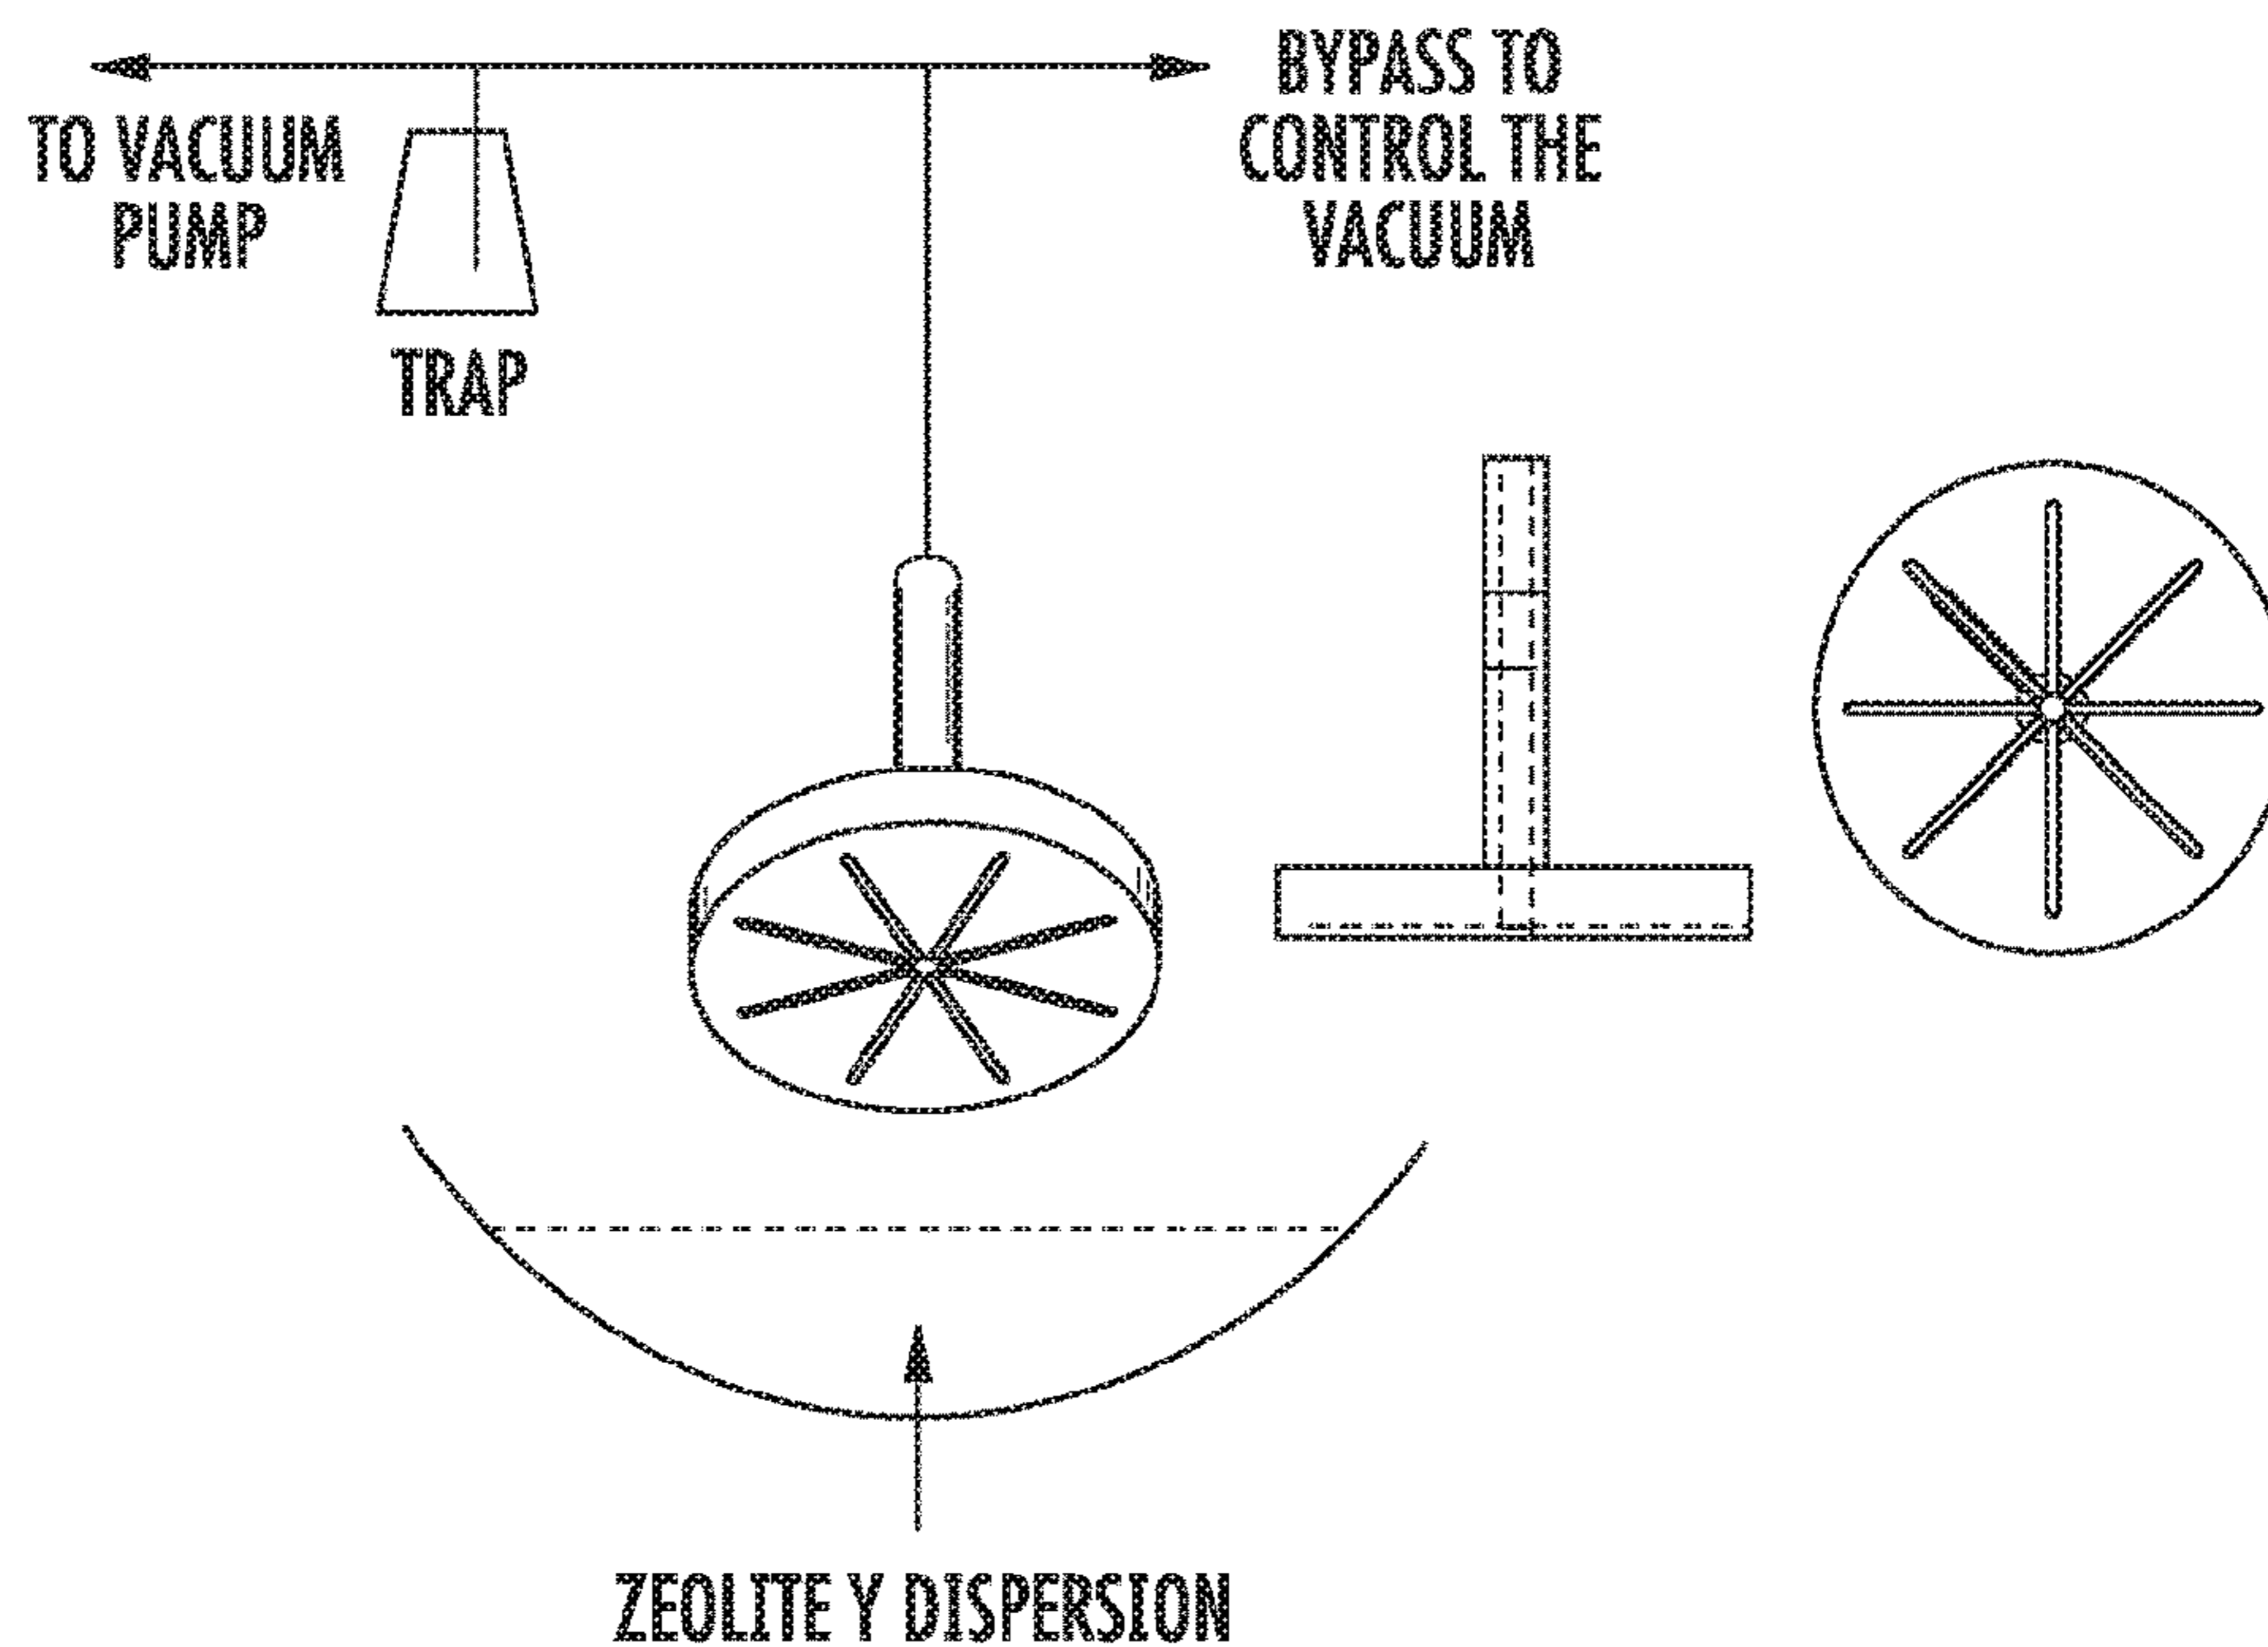 TO VACUUM
PUMP
TRAP
BYPASS TO
CONTROL THE
VACUUM
ZEOLITE Y DISPERSION